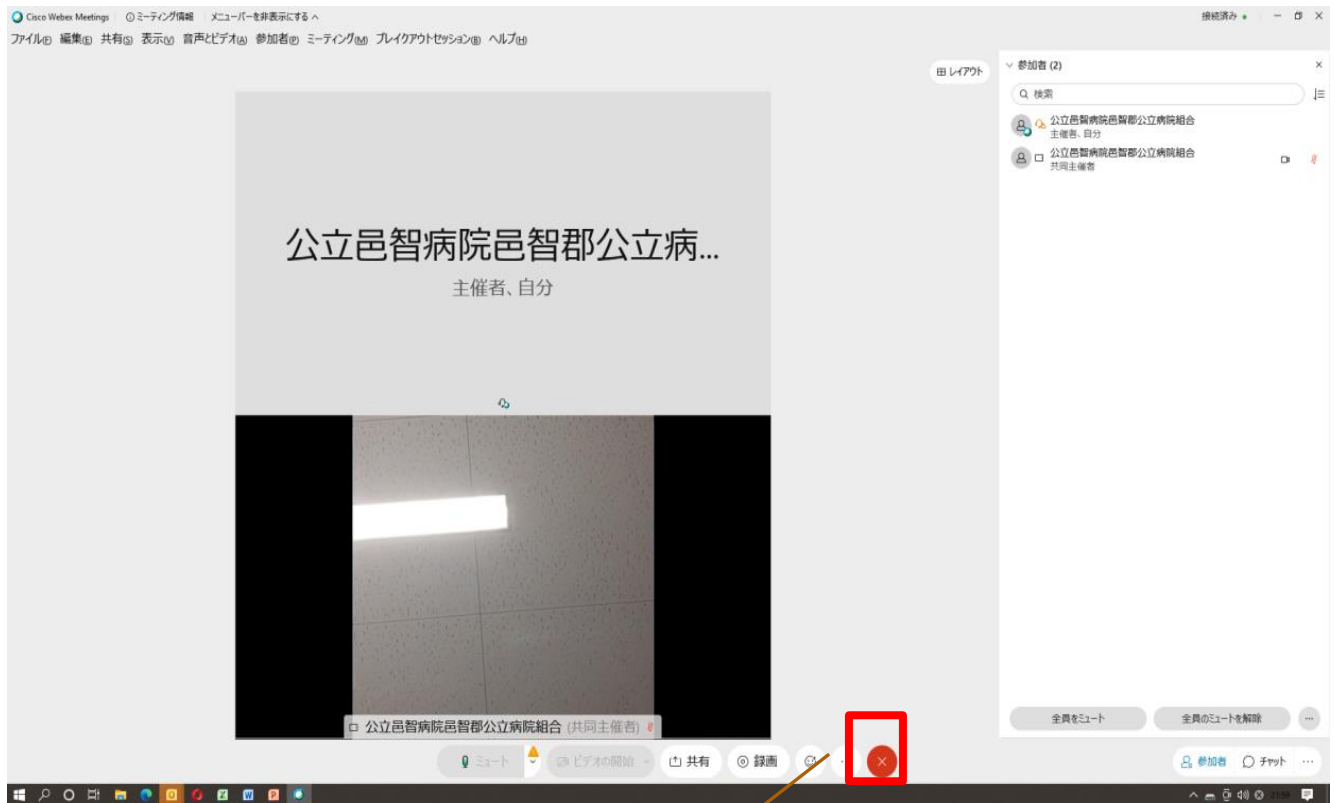 Cisco Webex Meetings ミーティング情報 メニューバーを非表示にする 接続済み
ファイル(F) 編集(E) 共有(S) 表示(V) 音声とビデオ(A) 参加者(P) ミーティング(M) ブレイクアウトセッション(B) ヘルプ(H)
レイアウト
参加者 (2)
検索
公立邑智病院邑智郡公立病院組合
主催者、自分
公立邑智病院邑智郡公立病院組合
共同主催者
公立邑智病院邑智郡公立病...
主催者、自分
公立邑智病院邑智郡公立病院組合 (共同主催者)
全員をミュート 全員のミュートを解除 ...
ミュート ビデオの開始 共有 録画 参加者 チャット ...